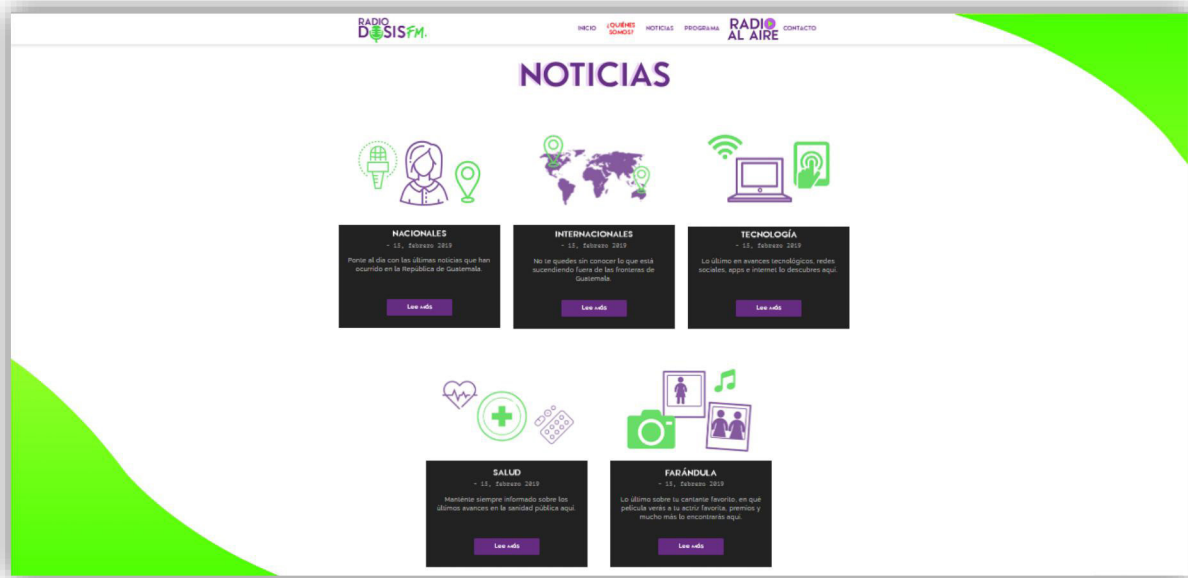 RADIO
DOSIS FM.
INICIO
¿QUIÉNES
SOMOS?
NOTICIAS
PROGRAMA
RADIO
AL AIRE
CONTACTO
NOTICIAS
NACIONALES
- 13, febrero 2019
Ponte al día con las últimas noticias que han
ocurrido en la República de Guatemala.
Lee más
INTERNACIONALES
- 13, febrero 2019
No te quedes sin conocer lo que está
sucendiendo fuera de las fronteras de
Guatemala.
Lee más
TECNOLOGÍA
- 13, febrero 2019
Lo último en avances tecnológicos, redes
sociales, apps e internet lo descubres aquí.
Lee más
SALUD
- 13, febrero 2019
Manténte siempre informado sobre los
últimos avances en la sanidad pública aquí.
Lee más
FARÁNDULA
- 13, febrero 2019
Lo último sobre tu cantante favorito, en qué
película verás a tu actriz favorita, premios y
mucho más lo encontrarás aquí.
Lee más